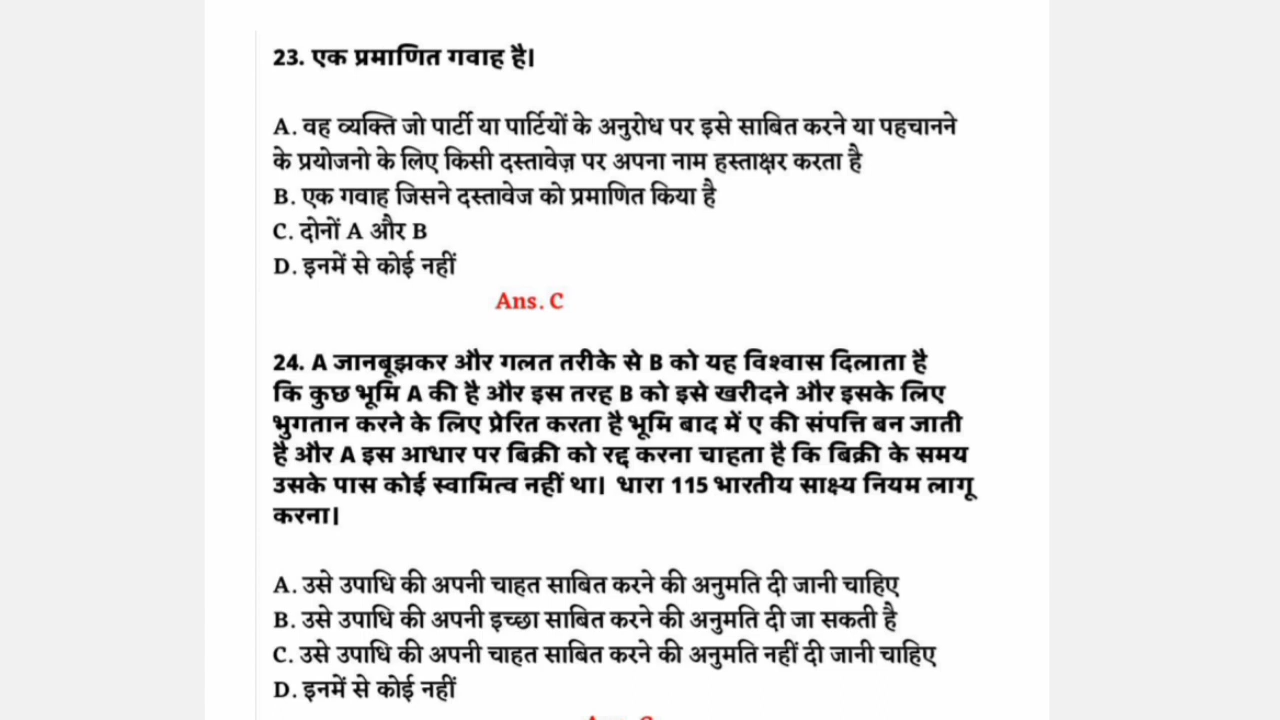 23. एक प्रमाणित गवाह है।
A. वह व्यक्ति जो पार्टी या पार्टियों के अनुरोध पर इसे साबित करने या पहचानने
के प्रयोजनो के लिए किसी दस्तावेज़ पर अपना नाम हस्ताक्षर करता है
B. एक गवाह जिसने दस्तावेज को प्रमाणित किया है
C. दोनों A और B
D. इनमें से कोई नहीं
Ans. C
24. A जानबूझकर और गलत तरीके से B को यह विश्वास दिलाता है
कि कुछ भूमि A की है और इस तरह B को इसे खरीदने और इसके लिए
भुगतान करने के लिए प्रेरित करता है भूमि बाद में ए की संपत्ति बन जाती
है और A इस आधार पर बिक्री को रद्द करना चाहता है कि बिक्री के समय
उसके पास कोई स्वामित्व नहीं था। धारा 115 भारतीय साक्ष्य नियम लागू
करना।
A. उसे उपाधि की अपनी चाहत साबित करने की अनुमति दी जानी चाहिए
B. उसे उपाधि की अपनी इच्छा साबित करने की अनुमति दी जा सकती है
C. उसे उपाधि की अपनी चाहत साबित करने की अनुमति नहीं दी जानी चाहिए
D. इनमें से कोई नहीं